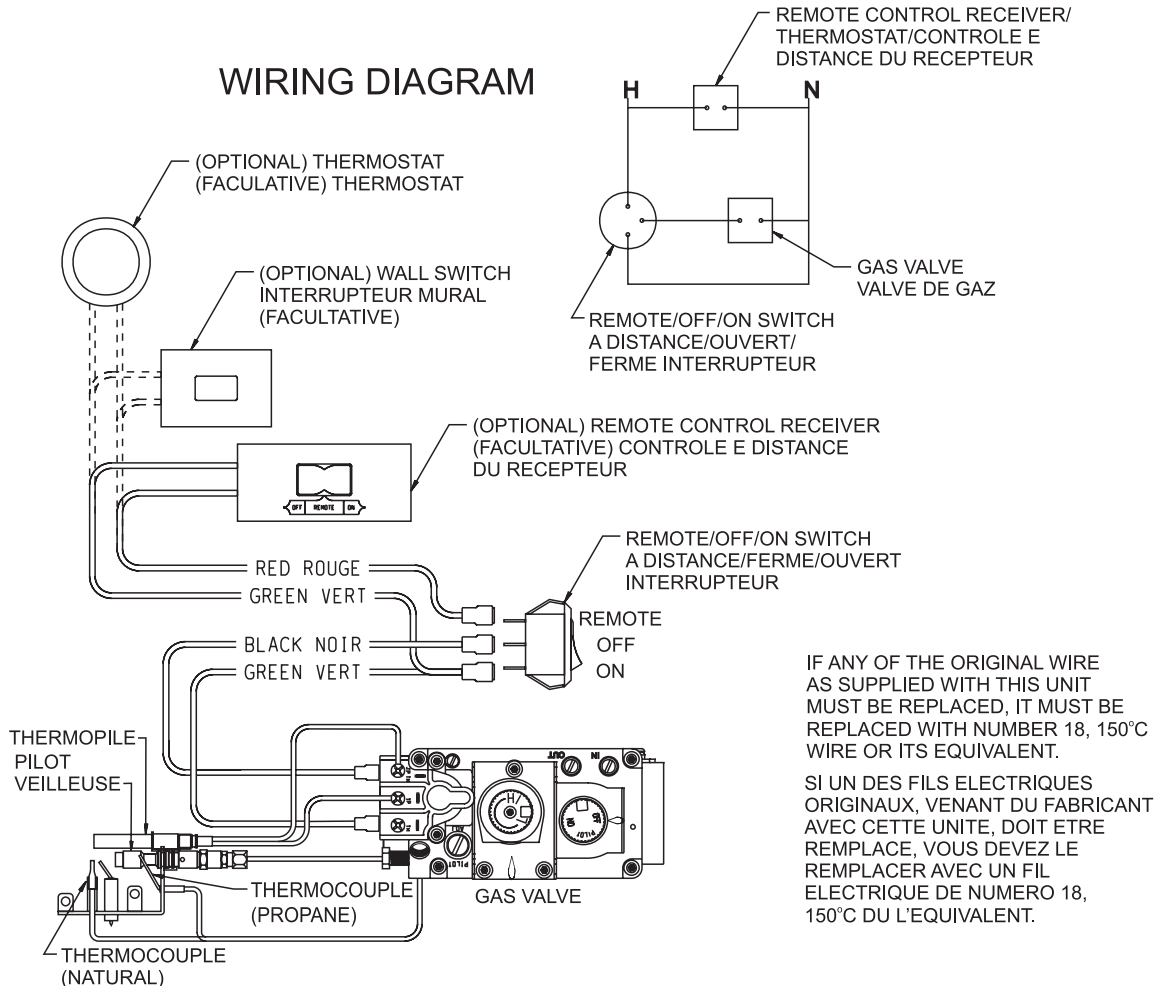 WIRING DIAGRAM
REMOTE CONTROL RECEIVER/
THERMOSTAT/CONTROLE E
DISTANCE DU RECEPTEUR
H
N
GAS VALVE
VALVE DE GAZ
REMOTE/OFF/ON SWITCH
A DISTANCE/OUVERT/
FERME INTERRUPTEUR
(OPTIONAL) THERMOSTAT
(FACULATIVE) THERMOSTAT
(OPTIONAL) WALL SWITCH
INTERRUPTEUR MURAL
(FACULTATIVE)
(OPTIONAL) REMOTE CONTROL RECEIVER
(FACULTATIVE) CONTROLE E DISTANCE
DU RECEPTEUR
OFF REMOTE ON
REMOTE/OFF/ON SWITCH
A DISTANCE/FERME/OUVERT
INTERRUPTEUR
RED ROUGE
GREEN VERT
BLACK NOIR
GREEN VERT
REMOTE
OFF
ON
THERMOPILE
PILOT
VEILLEUSE
OUT
IN
PILOT
OFF
ON
PILOT
GAS VALVE
THERMOCOUPLE
(PROPANE)
THERMOCOUPLE
(NATURAL)
IF ANY OF THE ORIGINAL WIRE
AS SUPPLIED WITH THIS UNIT
MUST BE REPLACED, IT MUST BE
REPLACED WITH NUMBER 18, 150°C
WIRE OR ITS EQUIVALENT.
SI UN DES FILS ELECTRIQUES
ORIGINAUX, VENANT DU FABRICANT
AVEC CETTE UNITE, DOIT ETRE
REMPLACE, VOUS DEVEZ LE
REMPLACER AVEC UN FIL
ELECTRIQUE DE NUMERO 18,
150°C DU L'EQUIVALENT.